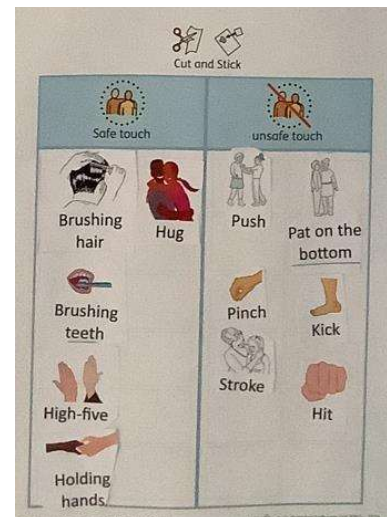 Cut and Stick
Safe touch
unsafe touch
Brushing
hair
Hug
Push
Pat on the
bottom
Brushing
teeth
Pinch
Kick
High-five
Stroke
Hit
Holding
hands.